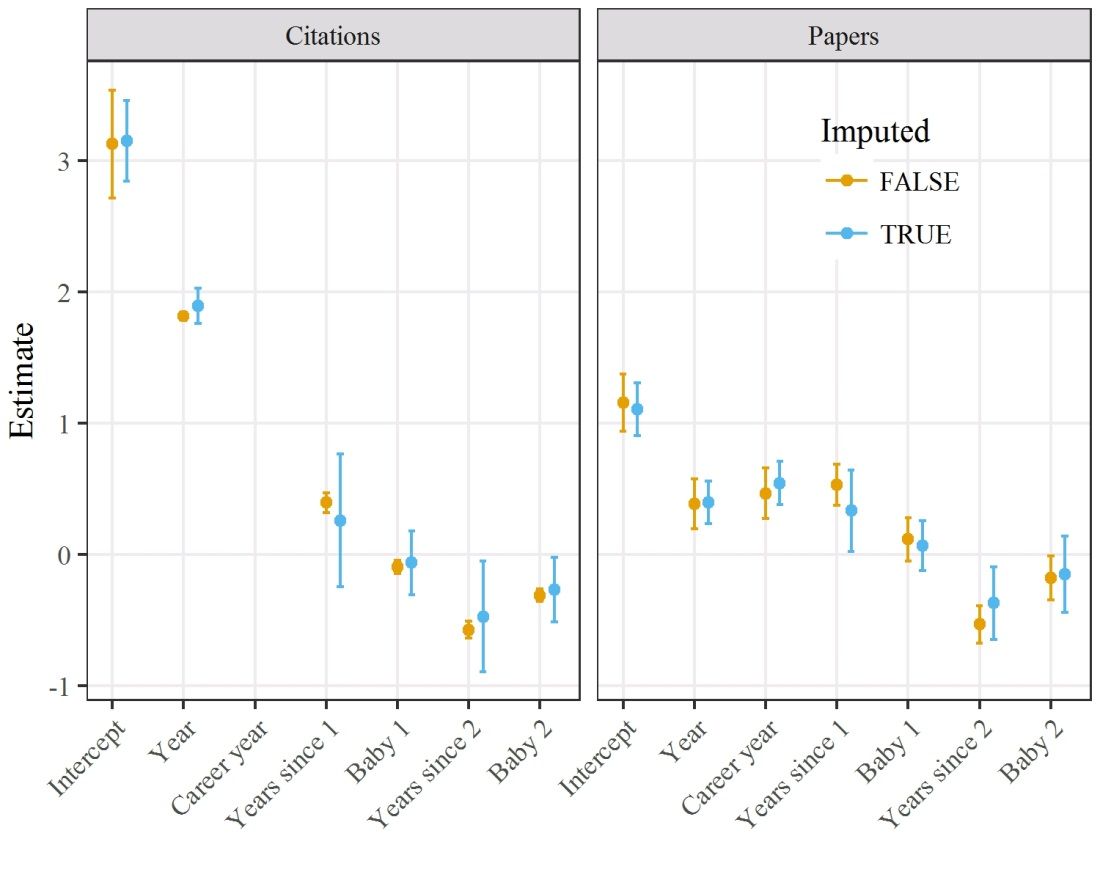 Citations
Papers
Estimate
3
2
1
0
-1
Imputed
FALSE
TRUE
Intercept
Year
Career year
Years since 1
Baby 1
Years since 2
Baby 2
Intercept
Year
Career year
Years since 1
Baby 1
Years since 2
Baby 2